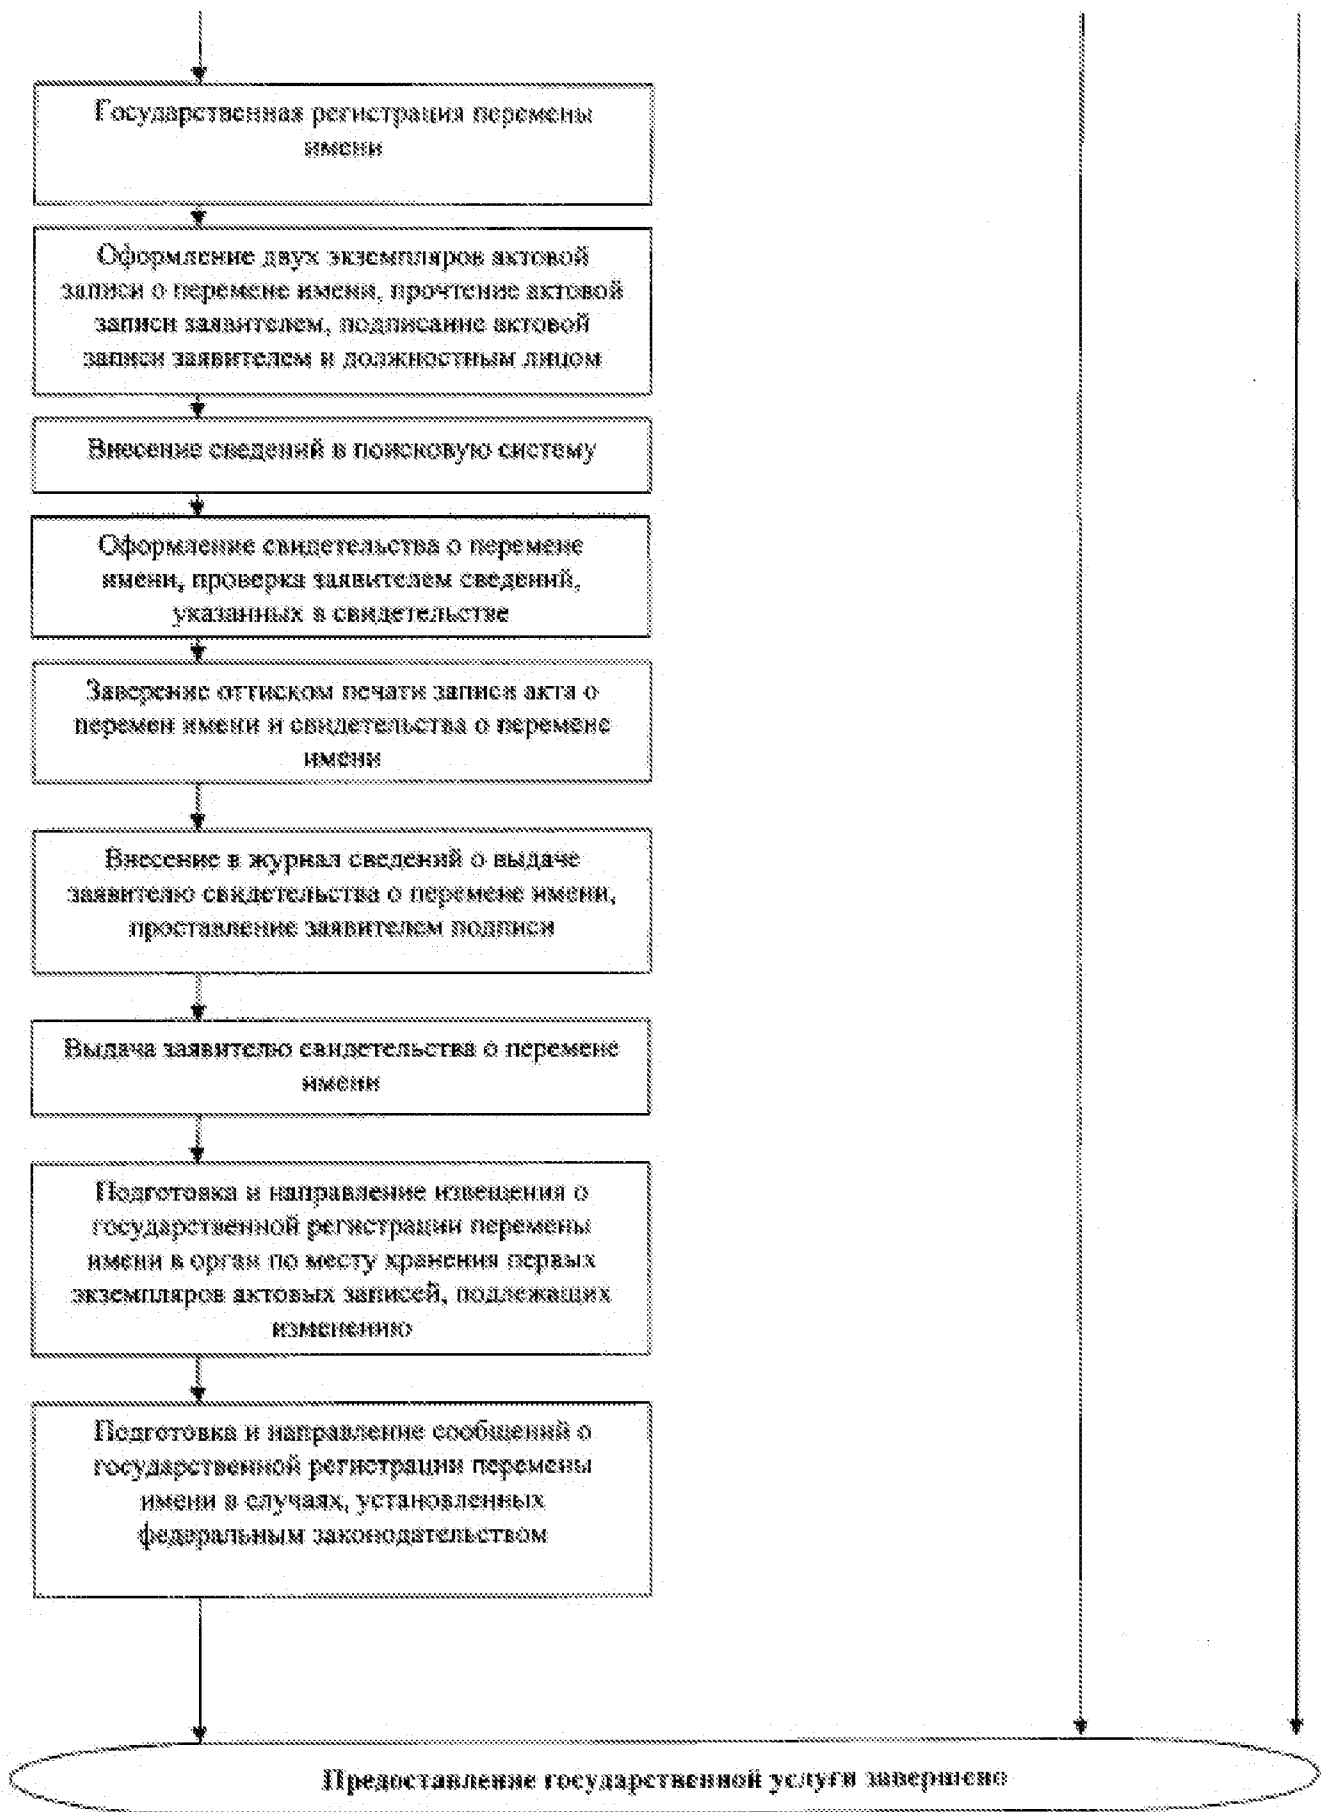 Государственная регистрация перемены
имени
Оформление двух экземпляров актовой
записи о перемене имени, прочтение актовой
записи заявителем, подписание актовой
записи заявителем и должностным лицом
Внесение сведений в поисковую систему
Оформление свидетельства о перемене
имени, проверка заявителем сведений,
указанных в свидетельстве
Заверение оттиском печати записи акта о
перемен имени и свидетельства о перемене
имени
Внесение в журнал сведений о выдаче
заявителю свидетельства о перемене имени,
проставление заявителем подписи
Выдача заявителю свидетельства о перемене
имени
Подготовка и направление извещения о
государственной регистрации перемены
имени в орган по месту хранения первых
экземпляров актовых записей, подлежащих
изменению
Подготовка и направление сообщений о
государственной регистрации перемены
имени в случаях, установленных
федеральным законодательством
Предоставление государственной услуги завершено